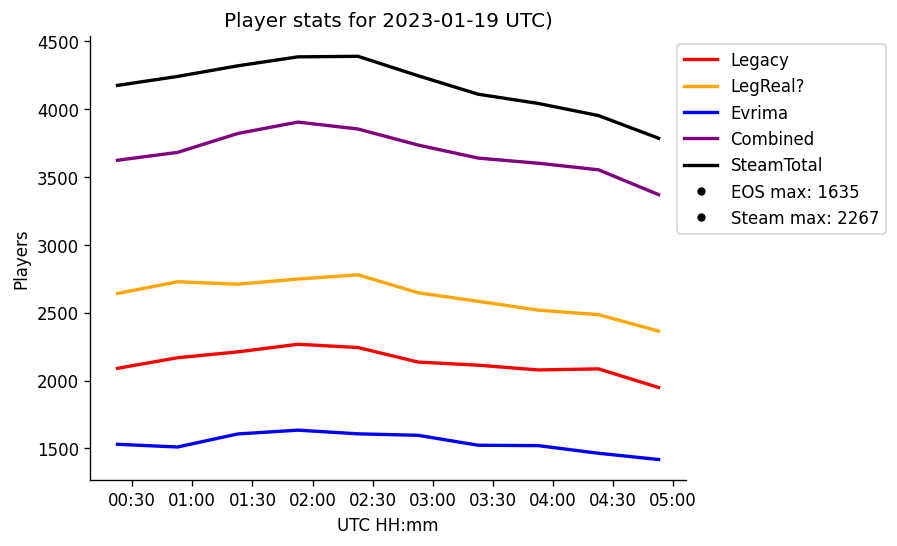 Player stats for 2023-01-19 UTC)
4500
4000
3500
3000
2500
2000
1500
Players
00:30 01:00 01:30 02:00 02:30 03:00 03:30 04:00 04:30 05:00
UTC HH:mm
Legacy
LegReal?
Evrima
Combined
SteamTotal
EOS max: 1635
Steam max: 2267